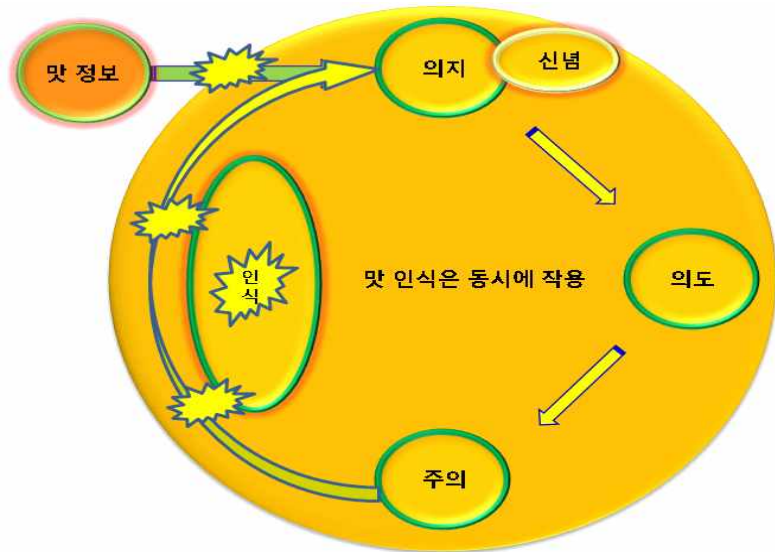 맛 정보
의지
신념
인
식
맛 인식은 동시에 작용
의도
주의